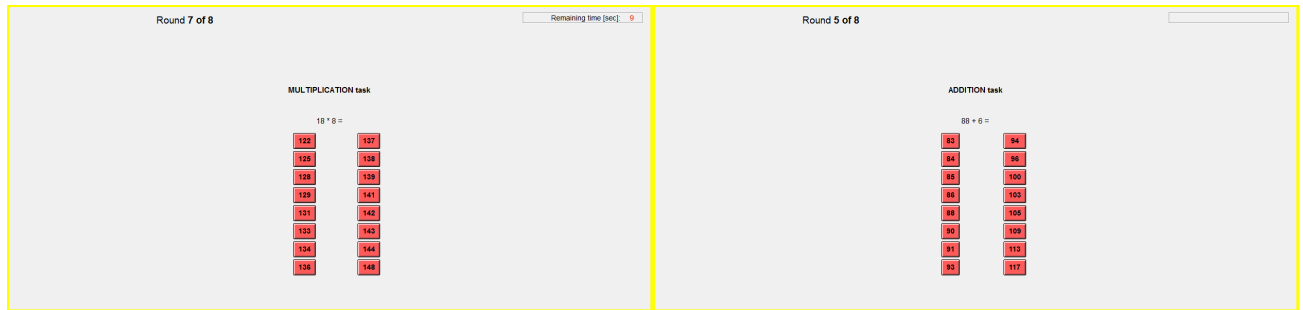 Round 7 of 8
Remaining time [sec]: 9
MULTIPLICATION task
18 * 8 =
122 137
125 138
128 139
129 141
131 142
133 143
134 144
136 148
Round 5 of 8
ADDITION task
88 + 6 =
83 94
84 96
85 100
86 103
88 105
90 109
91 113
93 117